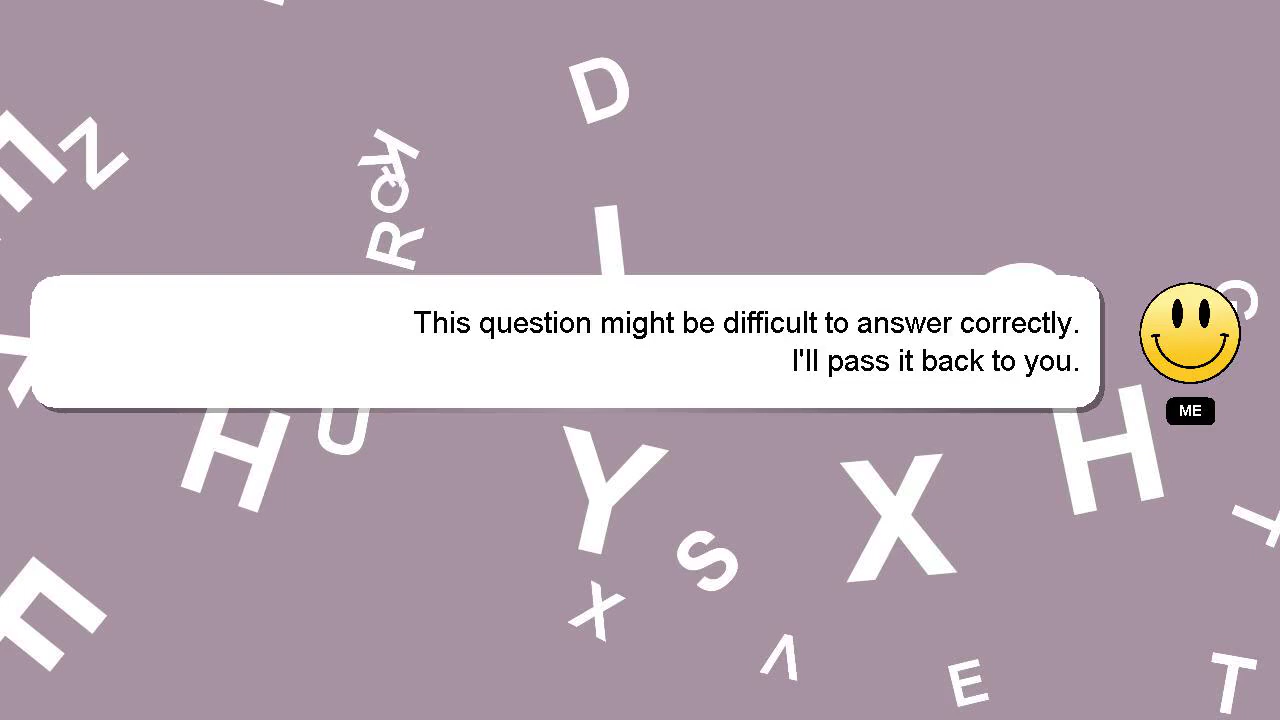 This question might be difficult to answer correctly.
I'll pass it back to you.
ME
D
N
K
R
I
G
H
U
Y
X
H
S
X
V
E
T